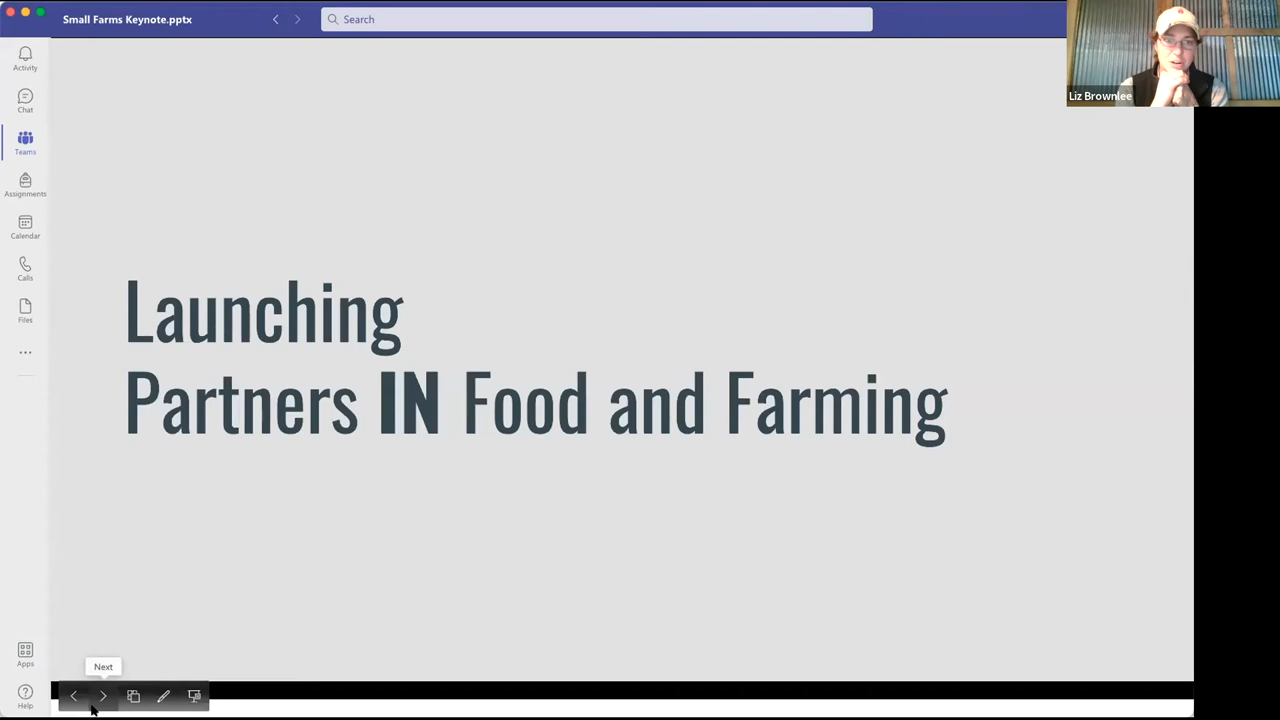 Small Farms Keynote.pptx
Search
Liz Brownlee
Activity
Chat
Teams
Assignments
Calendar
Calls
Files
Apps
Help
Launching
Partners IN Food and Farming
Next